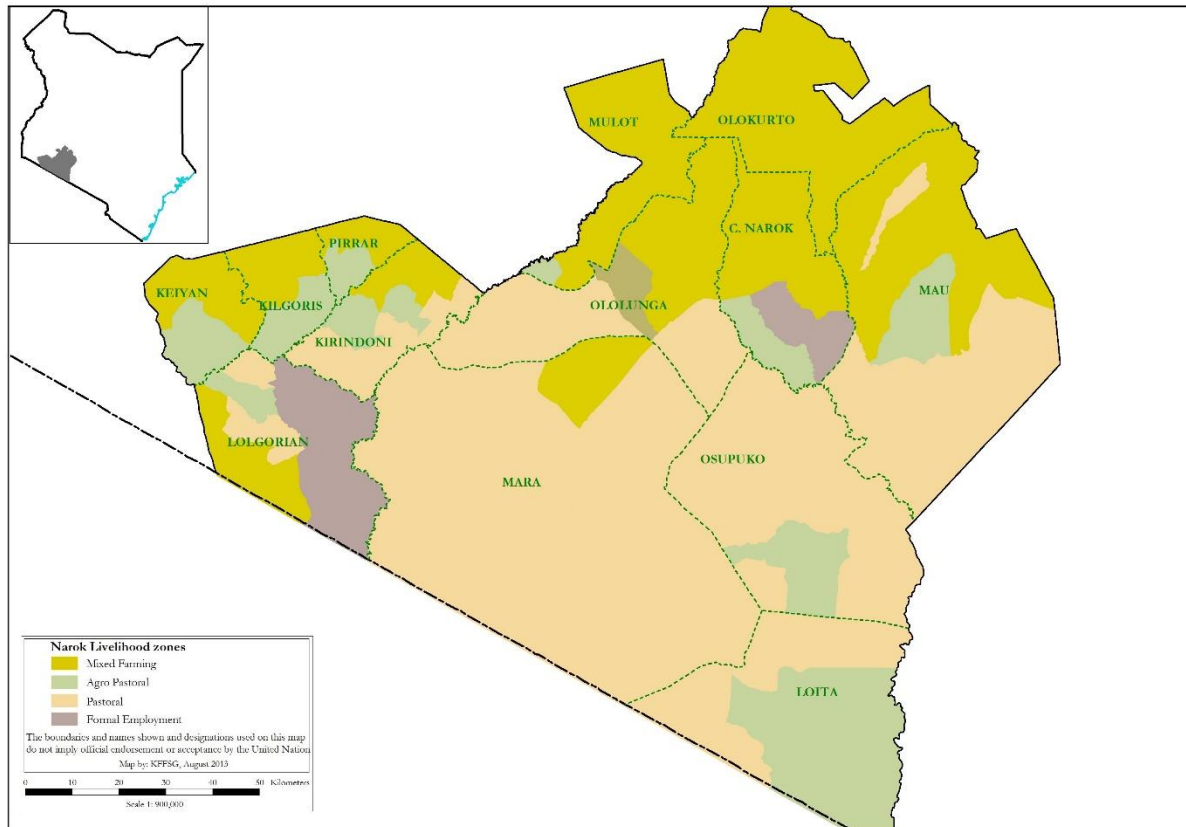 MULOT
OLOKURTO
C. NAROK
PIRRAR
KEIYAN
KILGORIS
OLOLUNGA
MAU
KIRINDONI
LOLGORIAN
MARA
OSUPUKO
LOITA
Narok Livelihood zones
Mixed Farming
Agro Pastoral
Pastoral
Formal Employment
The boundaries and names shown and designations used on this map
do not imply official endorsement or acceptance by the United Nation
Map by: KFFSG, August 2013
0 10 20 30 40 50 Kilometers
Scale 1: 900,000